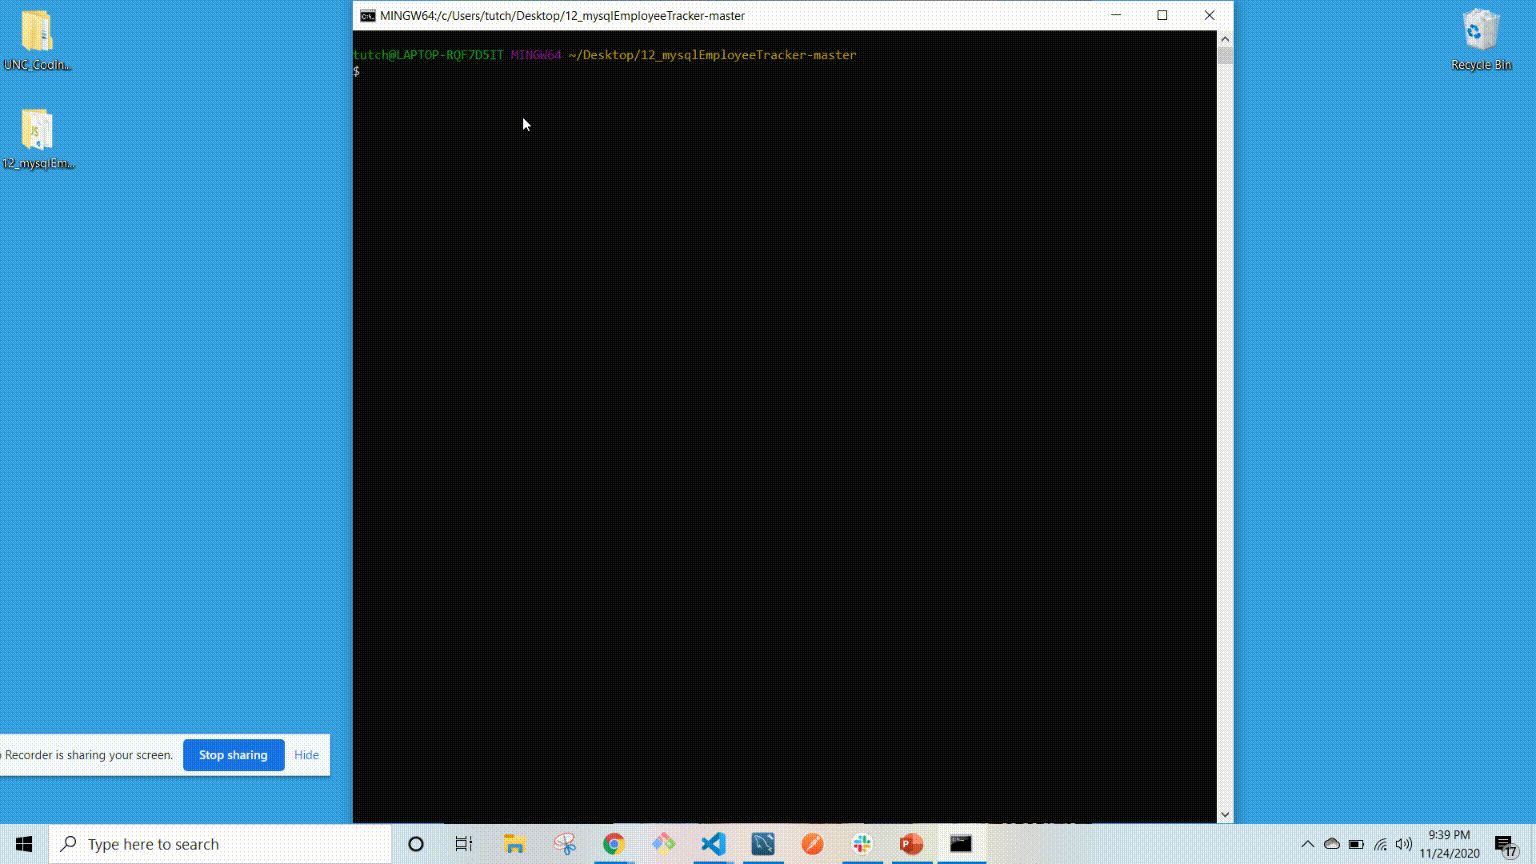 MINGW64:/c/Users/tutch/Desktop/12_mysqlEmployeeTracker-master
tutch@LAPTOP-RQF7D5IT MINGW64 ~/Desktop/12_mysqlEmployeeTracker-master
$
UNC_Codin...
JS
12_mysqlEm...
Recycle Bin
Recorder is sharing your screen.
Stop sharing
Hide
Type here to search
9:39 PM
11/24/2020
17